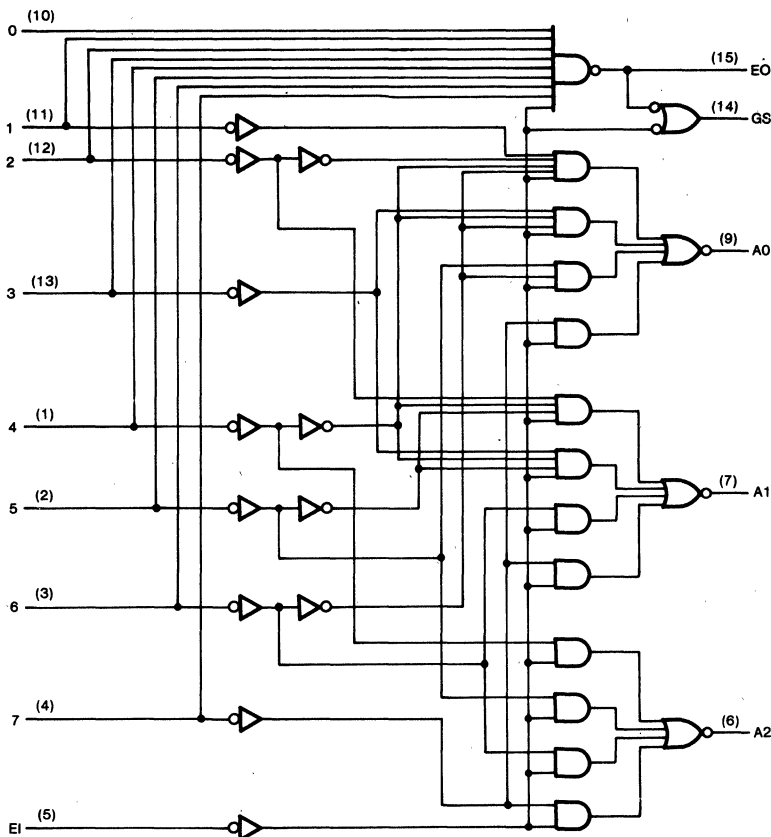 0 (10)
(15) EO
(14) GS
1 (11)
2 (12)
(9) A0
3 (13)
4 (1)
(7) A1
5 (2)
6 (3)
7 (4)
(6) A2
EI (5)